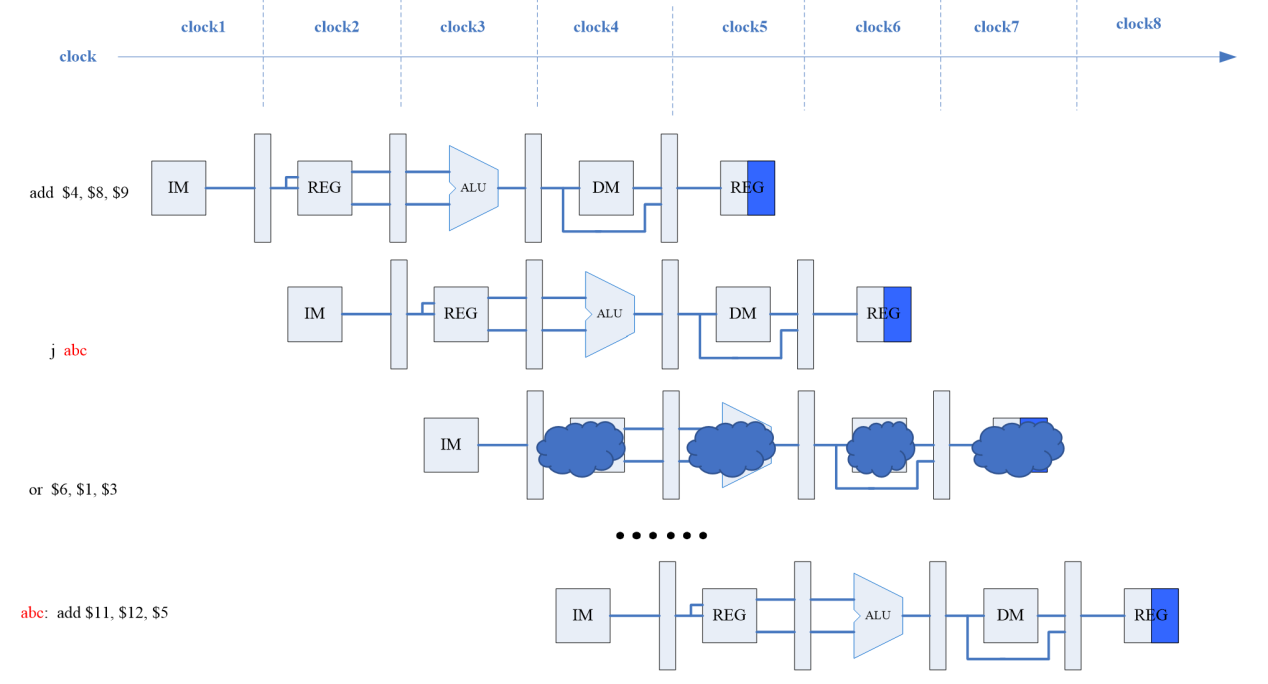 clock1 clock2 clock3 clock4 clock5 clock6 clock7 clock8
clock
add $4, $8, $9 IM REG ALU DM REG
IM REG ALU DM REG
j abc
IM
or $6, $1, $3
abc: add $11, $12, $5 IM REG ALU DM REG